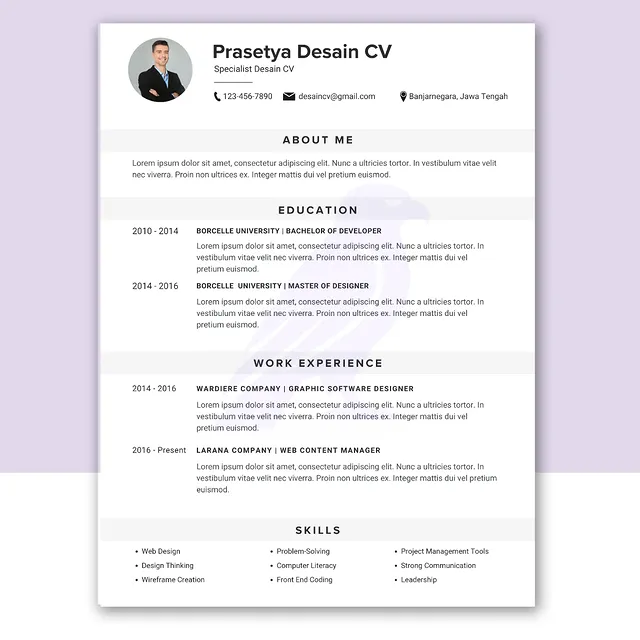 Prasetya Desain CV
Specialist Desain CV
123-456-7890 desaincv@gmail.com Banjarnegara, Jawa Tengah
ABOUT ME
Lorem ipsum dolor sit amet, consectetur adipiscing elit. Nunc a ultricies tortor. In vestibulum vitae velit
nec viverra. Proin non ultrices ex. Integer mattis dui vel pretium euismod.
EDUCATION
2010 - 2014 BORCELLE UNIVERSITY | BACHELOR OF DEVELOPER
Lorem ipsum dolor sit amet, consectetur adipiscing elit. Nunc a ultricies tortor. In
vestibulum vitae velit nec viverra. Proin non ultrices ex. Integer mattis dui vel
pretium euismod.
2014 - 2016 BORCELLE UNIVERSITY | MASTER OF DESIGNER
Lorem ipsum dolor sit amet, consectetur adipiscing elit. Nunc a ultricies tortor. In
vestibulum vitae velit nec viverra. Proin non ultrices ex. Integer mattis dui vel
pretium euismod.
WORK EXPERIENCE
2014 - 2016 WARDIERE COMPANY | GRAPHIC SOFTWARE DESIGNER
Lorem ipsum dolor sit amet, consectetur adipiscing elit. Nunc a ultricies tortor. In
vestibulum vitae velit nec viverra. Proin non ultrices ex. Integer mattis dui vel
pretium euismod.
2016 - Present LARANA COMPANY | WEB CONTENT MANAGER
Lorem ipsum dolor sit amet, consectetur adipiscing elit. Nunc a ultricies tortor. In
vestibulum vitae velit nec viverra. Proin non ultrices ex. Integer mattis dui vel pretium
euismod.
SKILLS
• Web Design • Problem-Solving • Project Management Tools
• Design Thinking • Computer Literacy • Strong Communication
• Wireframe Creation • Front End Coding • Leadership